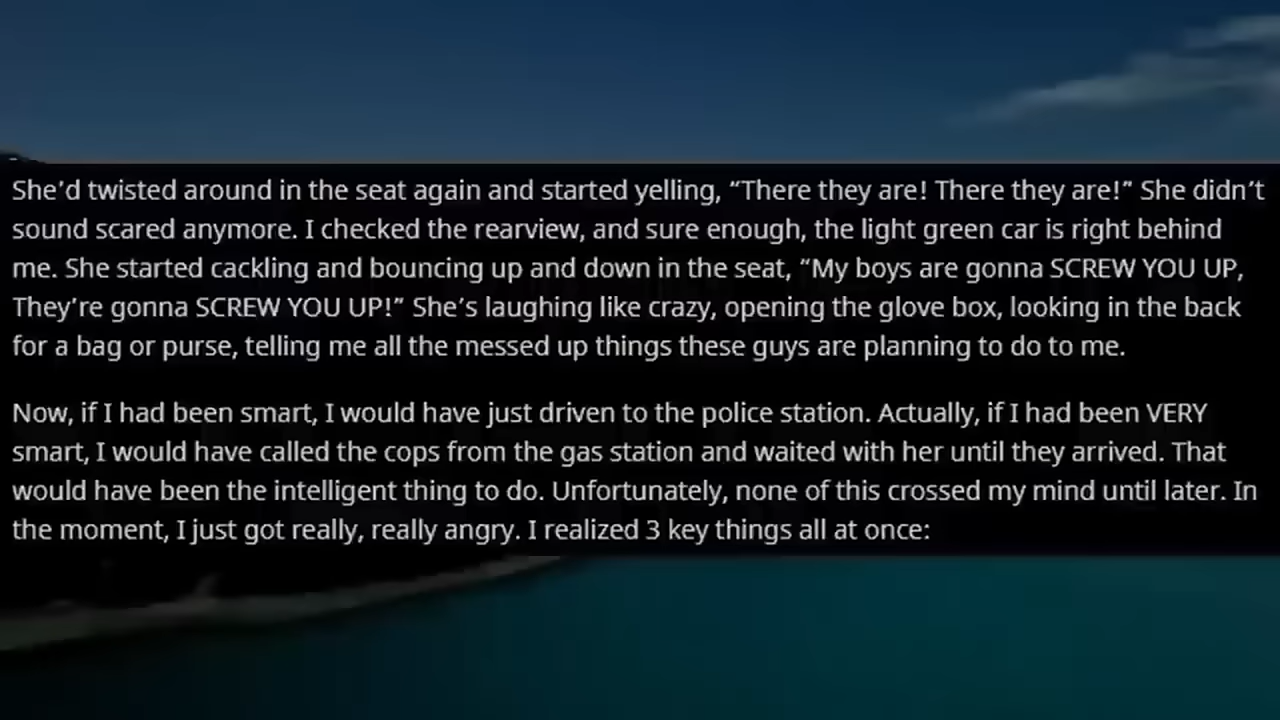 She’d twisted around in the seat again and started yelling, “There they are! There they are!” She didn’t
sound scared anymore. I checked the rearview, and sure enough, the light green car is right behind
me. She started cackling and bouncing up and down in the seat, “My boys are gonna SCREW YOU UP,
They’re gonna SCREW YOU UP!” She’s laughing like crazy, opening the glove box, looking in the back
for a bag or purse, telling me all the messed up things these guys are planning to do to me.
Now, if I had been smart, I would have just driven to the police station. Actually, if I had been VERY
smart, I would have called the cops from the gas station and waited with her until they arrived. That
would have been the intelligent thing to do. Unfortunately, none of this crossed my mind until later. In
the moment, I just got really, really angry. I realized 3 key things all at once: